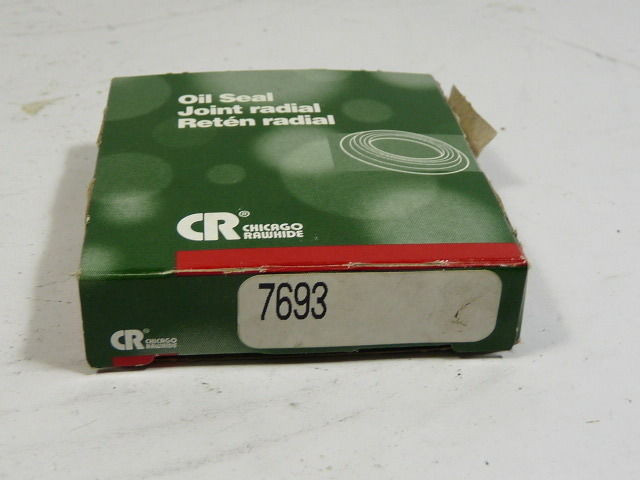 Oil Seal
Joint radial
Retén radial
CR® CHICAGO
RAWHIDE
7693
CR® CHICAGO
RAWHIDE